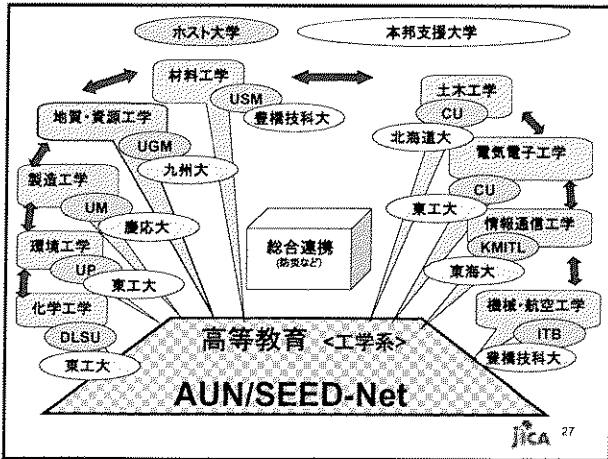 ホスト大学
本邦支援大学
材料工学
USM
豊橋技科大
地質・資源工学
UGM
九州大
製造工学
UM
慶応大
環境工学
UP
東工大
化学工学
DLSU
東工大
土木工学
CU
北海道大
電気電子工学
CU
東工大
情報通信工学
KMITL
東海大
機械・航空工学
ITB
豊橋技科大
総合連携
(防災など)
高等教育 <工学系>
AUN/SEED-Net
jicA
27